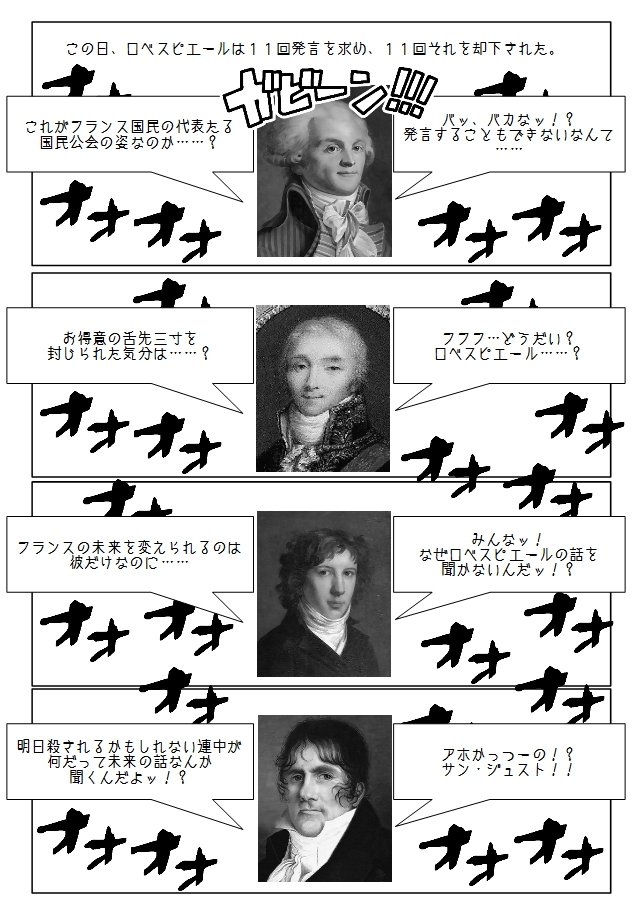 この日、ロベスピエールは11回発言を求め、11回それを却下された。
ガビーン!!!
バッ、バカなッ!?
発言することもできないなんて
……
これがフランス国民の代表たる
国民公会の姿なのか……?
オオ
オオ
オオ
オオ
オオ
オオ
フフフ…どうだい?
ロベスピエール……?
お得意の舌先三寸を
封じられた気分は……?
オオ
オオ
オオ
オオ
オオ
オオ
オオ
みんなッ!
なぜロベスピエールの話を
聞かないんだッ!?
フランスの未来を変えられるのは
彼だけなのに……
オオ
オオ
オオ
オオ
オオ
オオ
オオ
アホかっつーの!?
サン・ジュスト!!
明日殺されるかもしれない連中が
何だって未来の話なんか
聞くんだよッ!?
オオ
オオ
オオ
オオ